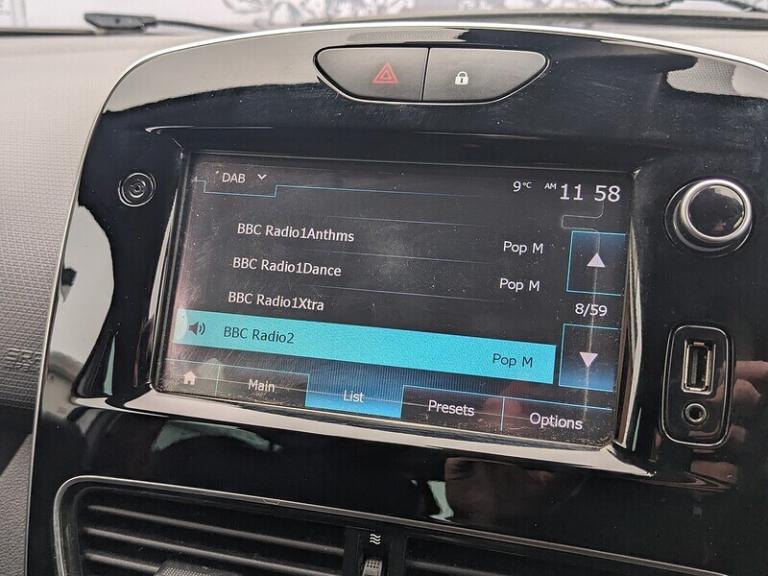 DAB 9°C AM 11 58
BBC Radio1Anthms Pop M
BBC Radio1Dance Pop M
BBC Radio1Xtra
8/59
BBC Radio2 Pop M
Main List Presets Options